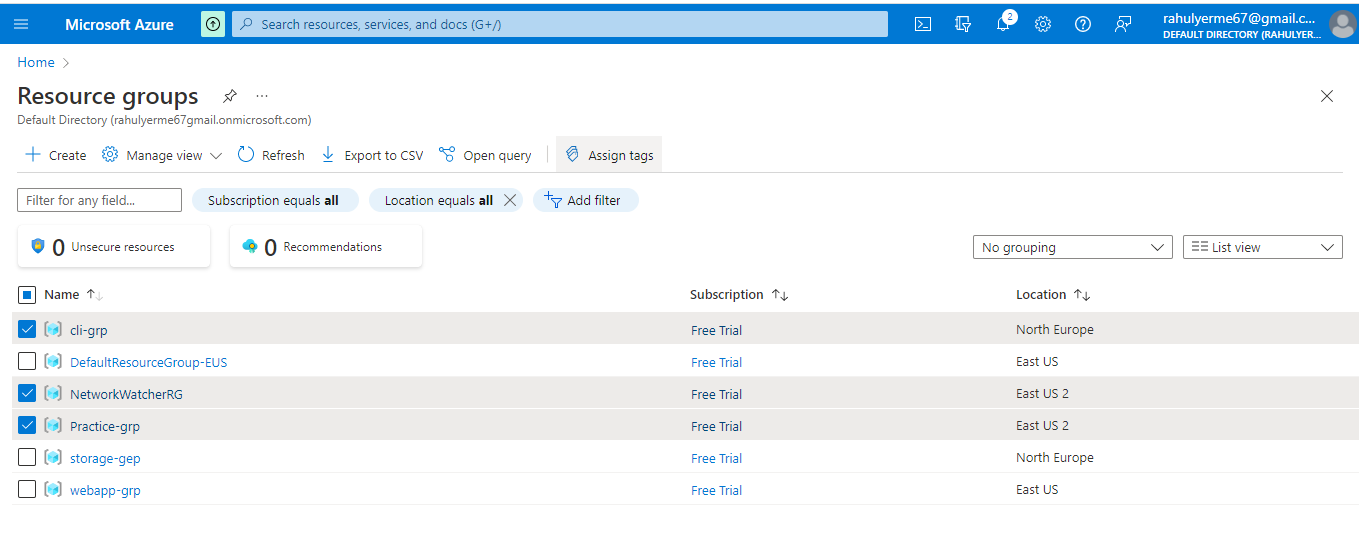 Microsoft Azure
Search resources, services, and docs (G+/)
2
rahulyerme67@gmail.c...
DEFAULT DIRECTORY (RAHULYER...
Home
Resource groups
Default Directory (rahulyerme67gmail.onmicrosoft.com)
Create Manage view Refresh Export to CSV Open query Assign tags
Filter for any field... Subscription equals all Location equals all Add filter
0 Unsecure resources 0 Recommendations No grouping List view
Name Subscription Location
cli-grp Free Trial North Europe
DefaultResourceGroup-EUS Free Trial East US
NetworkWatcherRG Free Trial East US 2
Practice-grp Free Trial East US 2
storage-gep Free Trial North Europe
webapp-grp Free Trial East US